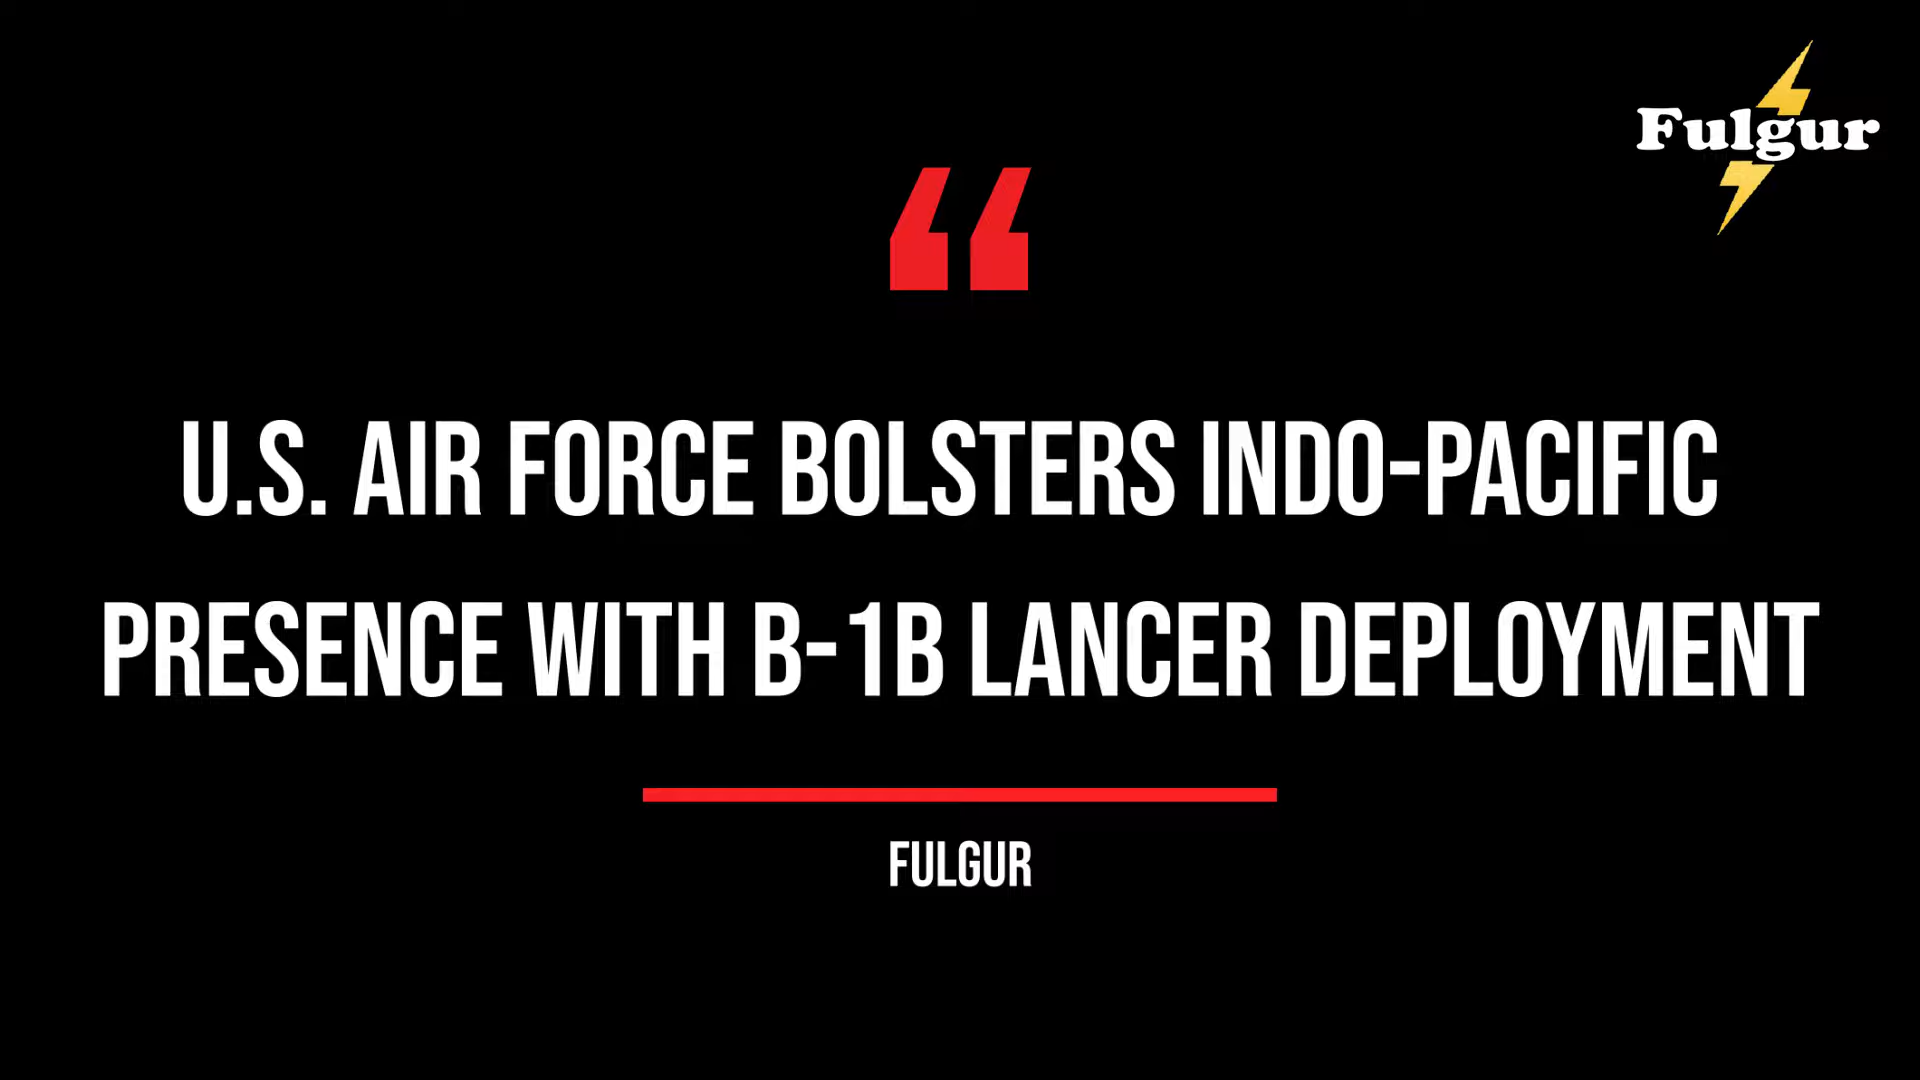 Fulgur
“
U.S. AIR FORCE BOLSTERS INDO-PACIFIC
PRESENCE WITH B-1B LANCER DEPLOYMENT
FULGUR